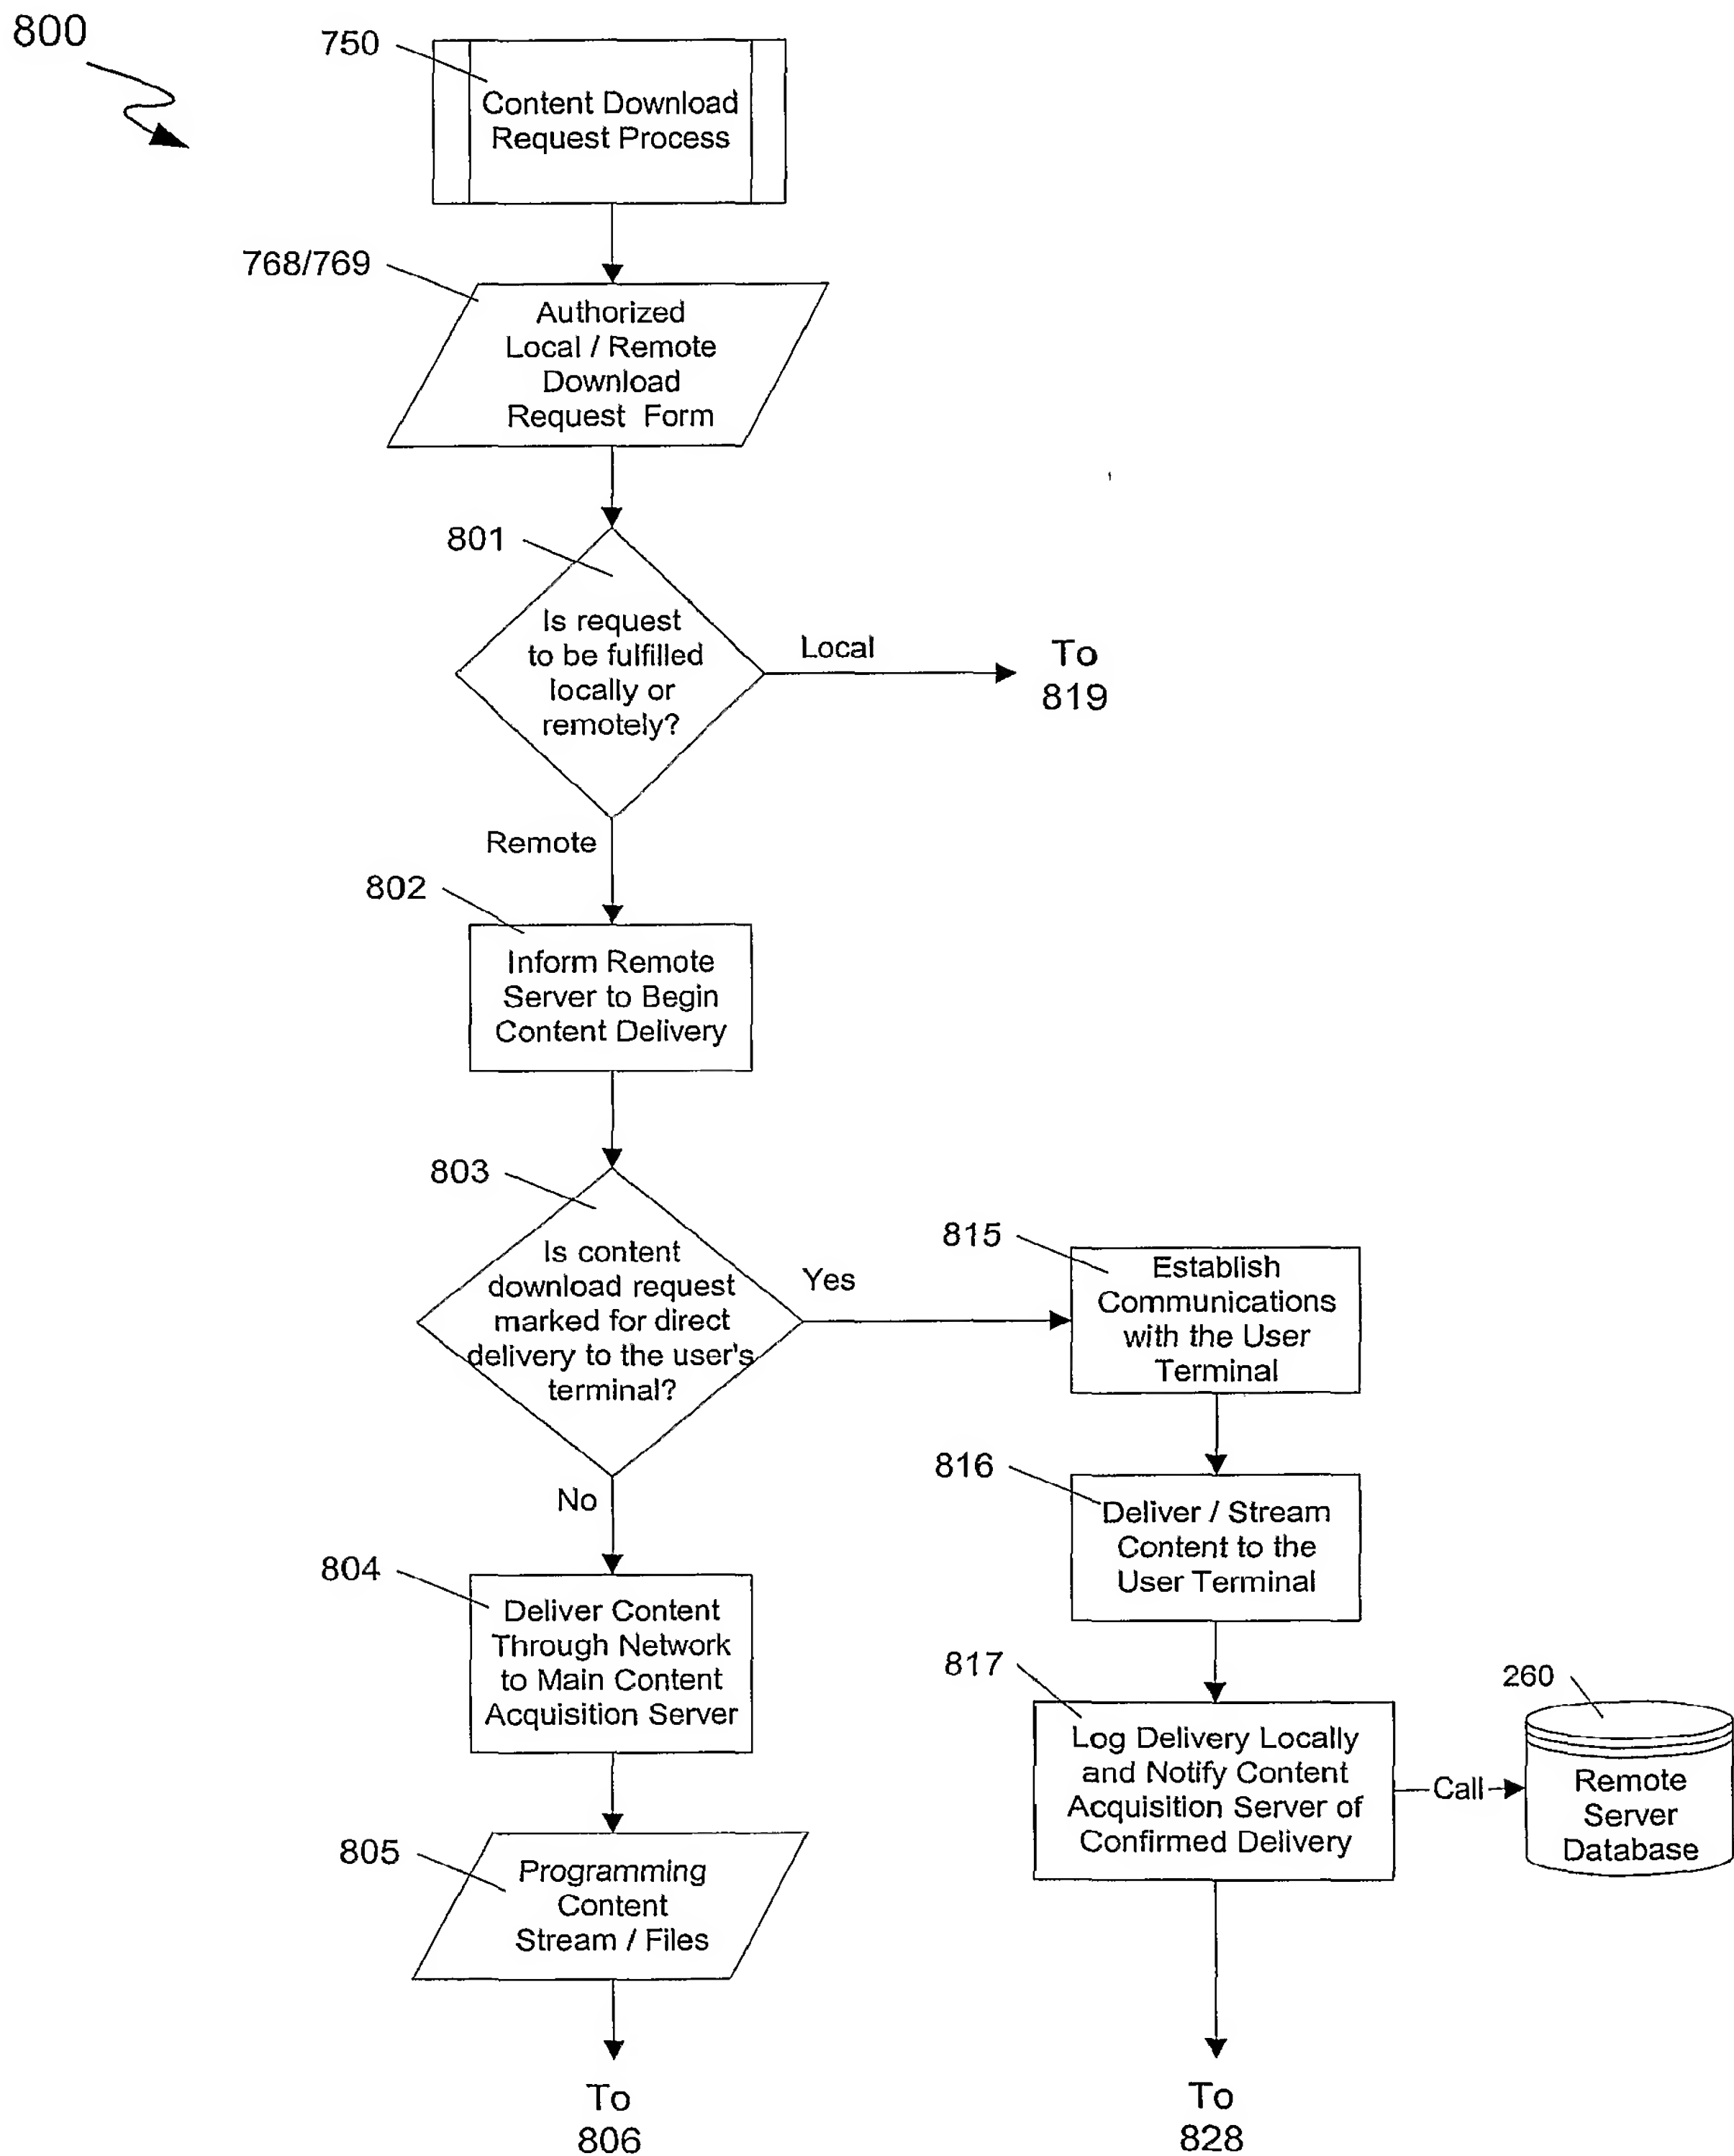 800
750
Content Download
Request Process
768/769
Authorized
Local / Remote
Download
Request Form
801
Is request
to be fulfilled
locally or
remotely?
Local
To
819
Remote
802
Inform Remote
Server to Begin
Content Delivery
803
Is content
download request
marked for direct
delivery to the user's
terminal?
Yes
815
Establish
Communications
with the User
Terminal
No
816
Deliver / Stream
Content to the
User Terminal
804
Deliver Content
Through Network
to Main Content
Acquisition Server
817
Log Delivery Locally
and Notify Content
Acquisition Server of
Confirmed Delivery
Call
260
Remote
Server
Database
805
Programming
Content
Stream / Files
To
806
To
828